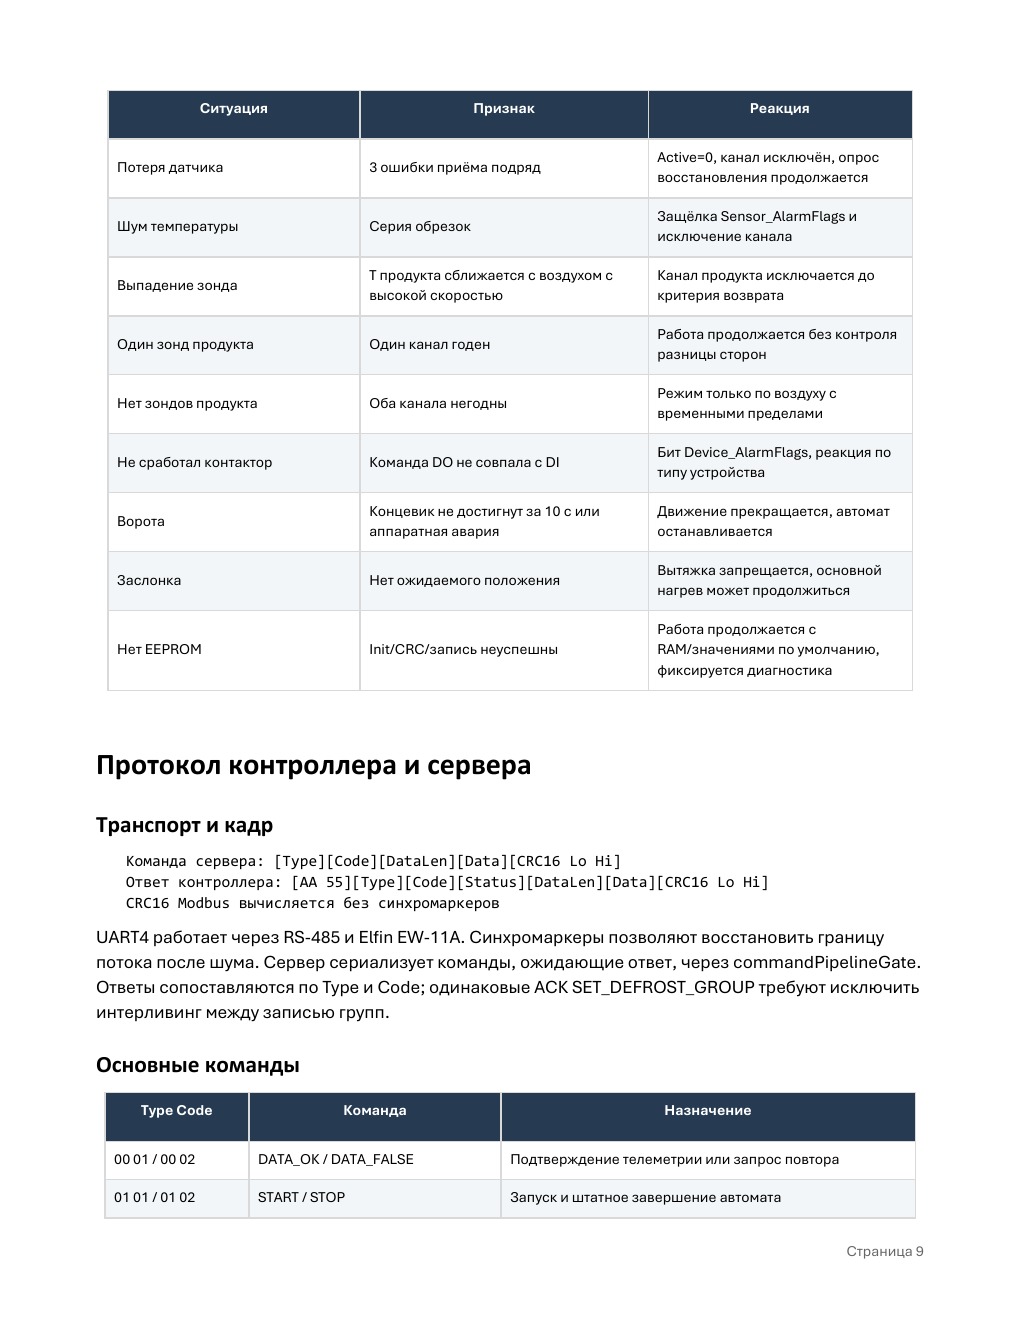 Ситуация Признак Реакция
Потеря датчика 3 ошибки приёма подряд Active=0, канал исключён, опрос
восстановления продолжается
Шум температуры Серия обрезок Защёлка Sensor_AlarmFlags и
исключение канала
Выпадение зонда Т продукта сближается с воздухом с
высокой скоростью
Канал продукта исключается до
критерия возврата
Один зонд продукта Один канал годен Работа продолжается без контроля
разницы сторон
Нет зондов продукта Оба канала негодны Режим только по воздуху с
временными пределами
Не сработал контактор Команда DO не совпала с DI Бит Device_AlarmFlags, реакция по
типу устройства
Ворота Концевик не достигнут за 10 с или
аппаратная авария
Движение прекращается, автомат
останавливается
Заслонка Нет ожидаемого положения Вытяжка запрещается, основной
нагрев может продолжиться
Нет EEPROM Init/CRC/запись неуспешны Работа продолжается с
RAM/значениями по умолчанию,
фиксируется диагностика
Протокол контроллера и сервера
Транспорт и кадр
Команда сервера: [Type][Code][DataLen][Data][CRC16 Lo Hi]
Ответ контроллера: [AA 55][Type][Code][Status][DataLen][Data][CRC16 Lo Hi]
CRC16 Modbus вычисляется без синхромаркеров
UART4 работает через RS-485 и Elfin EW-11A. Синхромаркеры позволяют восстановить границу
потока после шума. Сервер сериализует команды, ожидающие ответ, через commandPipelineGate.
Ответы сопоставляются по Type и Code; одинаковые ACK SET_DEFROST_GROUP требуют исключить
интерливинг между записью групп.
Основные команды
Type Code Команда Назначение
00 01 / 00 02 DATA_OK / DATA_FALSE Подтверждение телеметрии или запрос повтора
01 01 / 01 02 START / STOP Запуск и штатное завершение автомата
Страница 9